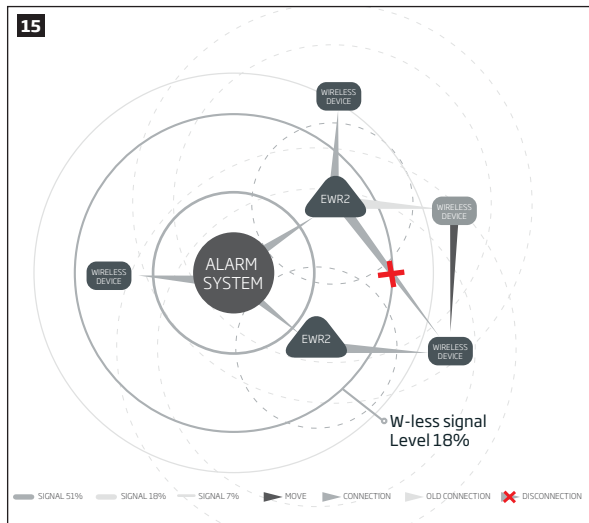 15
WIRELESS
DEVICE
EWR2
WIRELESS
DEVICE
ALARM
SYSTEM
WIRELESS
DEVICE
EWR2
WIRELESS
DEVICE
W-less signal
Level 18%
SIGNAL 51%
SIGNAL 18%
SIGNAL 7%
MOVE
CONNECTION
OLD CONNECTION
DISCONNECTION